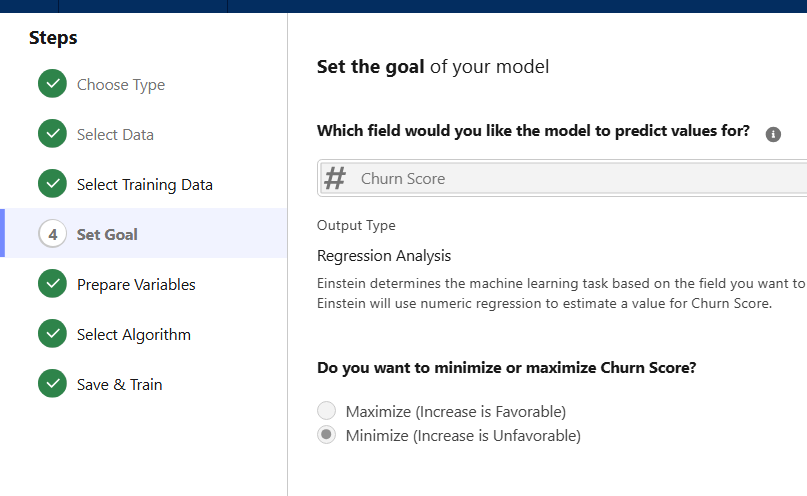 Steps
Choose Type
Select Data
Select Training Data
4 Set Goal
Prepare Variables
Select Algorithm
Save & Train
Set the goal of your model
Which field would you like the model to predict values for?
# Churn Score
Output Type
Regression Analysis
Einstein determines the machine learning task based on the field you want to
Einstein will use numeric regression to estimate a value for Churn Score.
Do you want to minimize or maximize Churn Score?
Maximize (Increase is Favorable)
Minimize (Increase is Unfavorable)